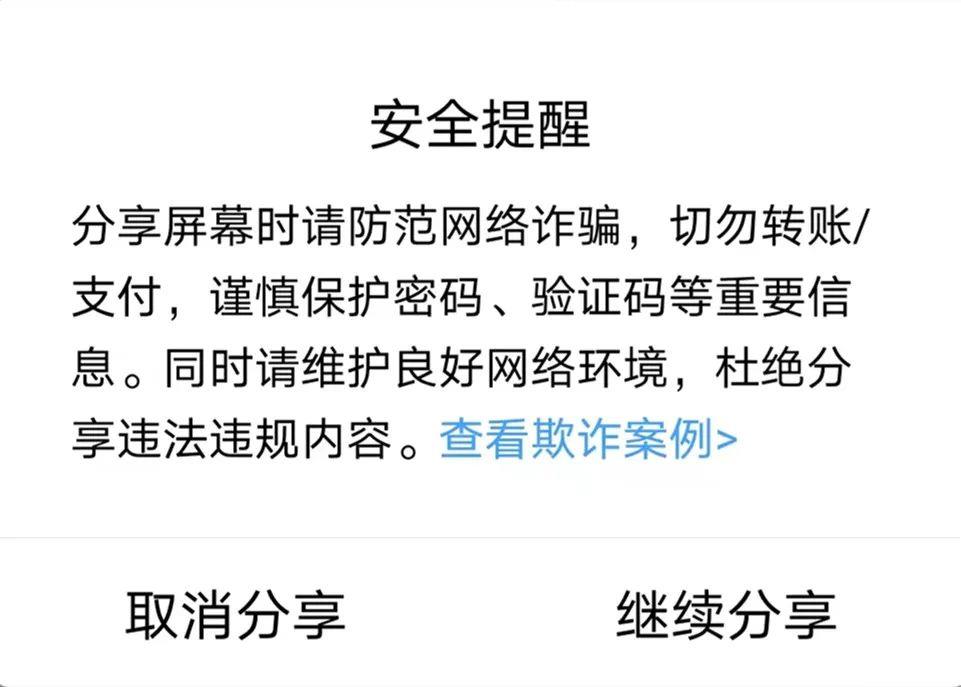 安全提醒
分享屏幕时请防范网络诈骗，切勿转账/
支付，谨慎保护密码、验证码等重要信
息。同时请维护良好网络环境，杜绝分
享违法违规内容。查看欺诈案例>
取消分享
继续分享